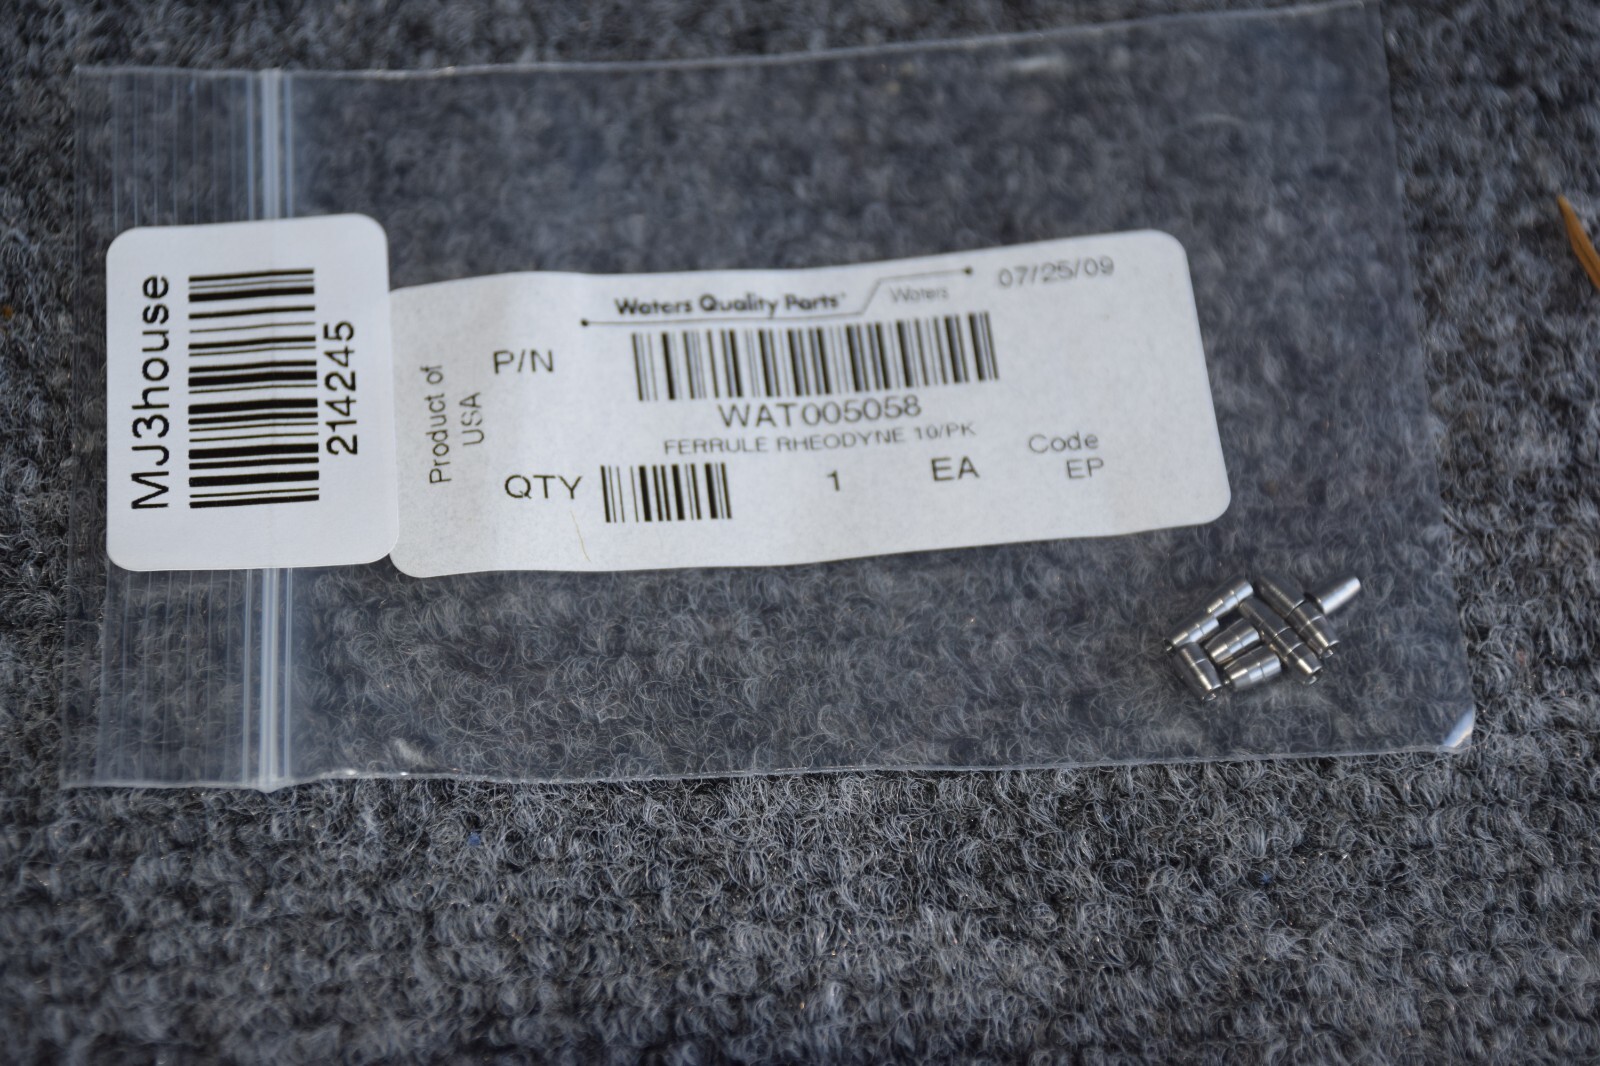 MJ3house
214245
Product of
USA
Waters Quality Parts
Waters
07/25/09
P/N
WAT005058
FERRULE RHEODYNE 10/PK
QTY
1
EA
Code
EP